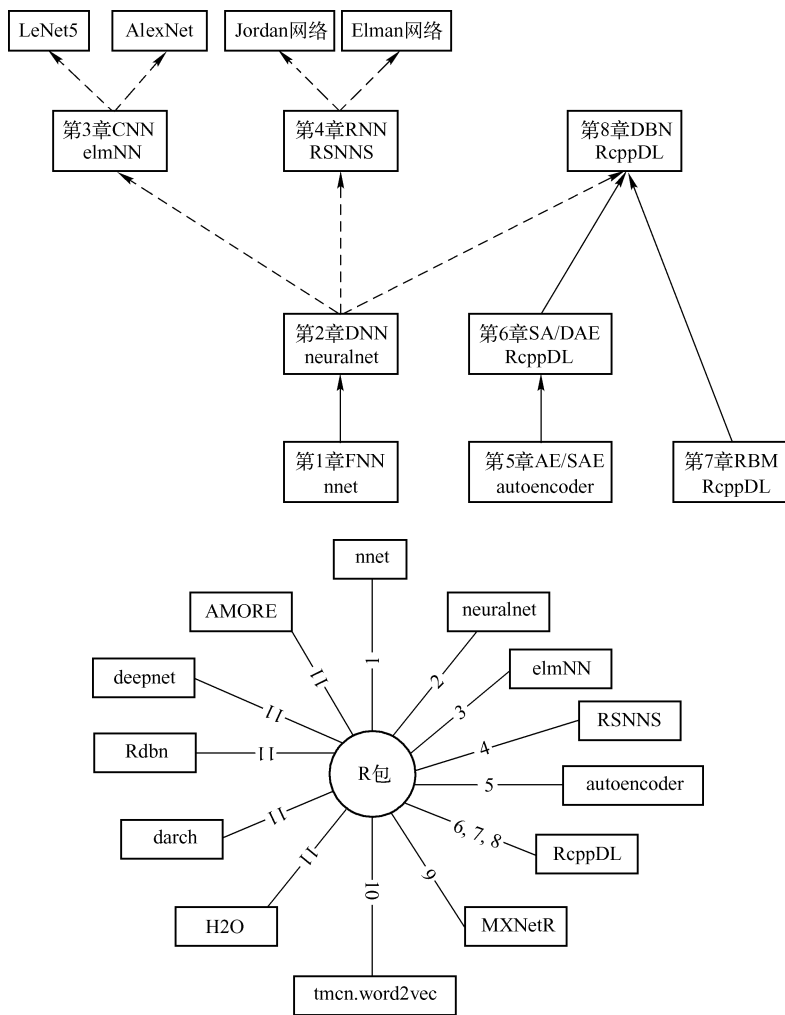 LeNet5
AlexNet
Jordan网络
Elman网络
第3章CNN
elmNN
第4章RNN
RSNNS
第8章DBN
RcppDL
第2章DNN
neuralnet
第6章SA/DAE
RcppDL
第1章FNN
nnet
第5章AE/SAE
autoencoder
第7章RBM
RcppDL
nnet
AMORE
neuralnet
deepnet
elmNN
RSNNS
Rdbn
autoencoder
darch
RcppDL
H2O
MXNetR
tmcn.word2vec
R包
1
2
3
4
5
6, 7, 8
9
10
11
11
11
11
11